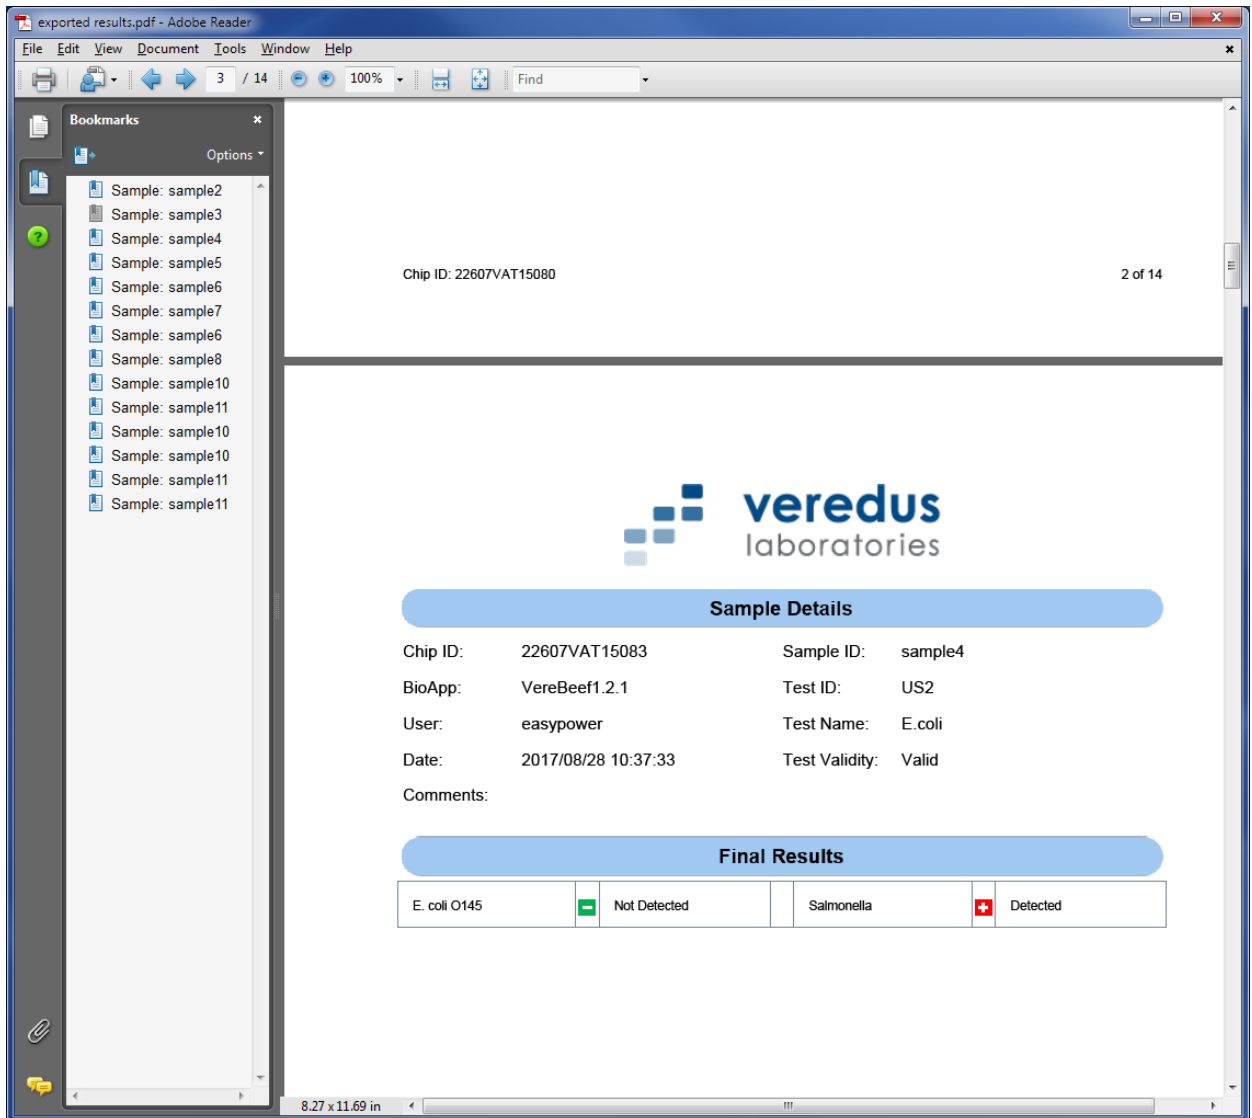 exported results.pdf - Adobe Reader
File Edit View Document Tools Window Help
3 / 14 100% Find
Bookmarks
Options
Sample: sample2
Sample: sample3
Sample: sample4
Sample: sample5
Sample: sample6
Sample: sample7
Sample: sample6
Sample: sample8
Sample: sample10
Sample: sample11
Sample: sample10
Sample: sample10
Sample: sample11
Sample: sample11
Chip ID: 22607VAT15080 2 of 14
veredus
laboratories
Sample Details
Chip ID: 22607VAT15083 Sample ID: sample4
BioApp: VereBeef1.2.1 Test ID: US2
User: easypower Test Name: E.coli
Date: 2017/08/28 10:37:33 Test Validity: Valid
Comments:
Final Results
E. coli O145 Not Detected Salmonella Detected
8.27 x 11.69 in